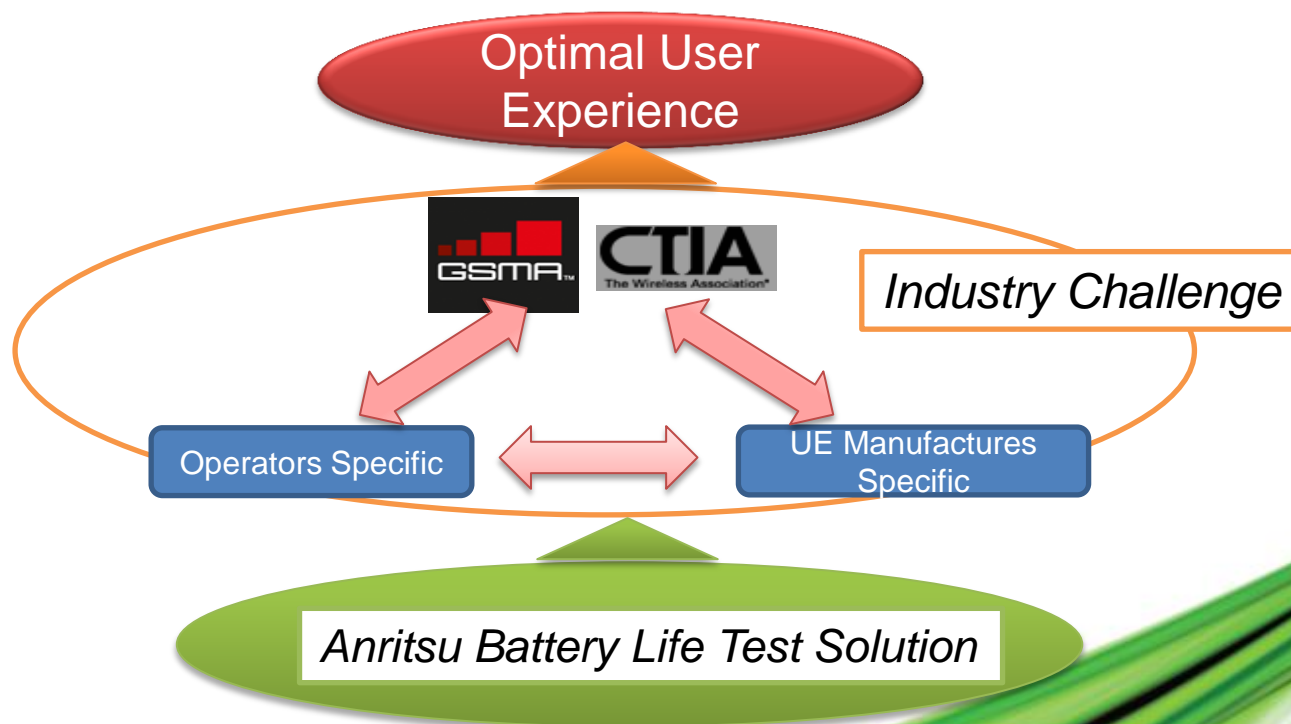 Optimal User
Experience
GSMA™
CTIA
The Wireless Association®
Industry Challenge
Operators Specific
UE Manufactures
Specific
Anritsu Battery Life Test Solution